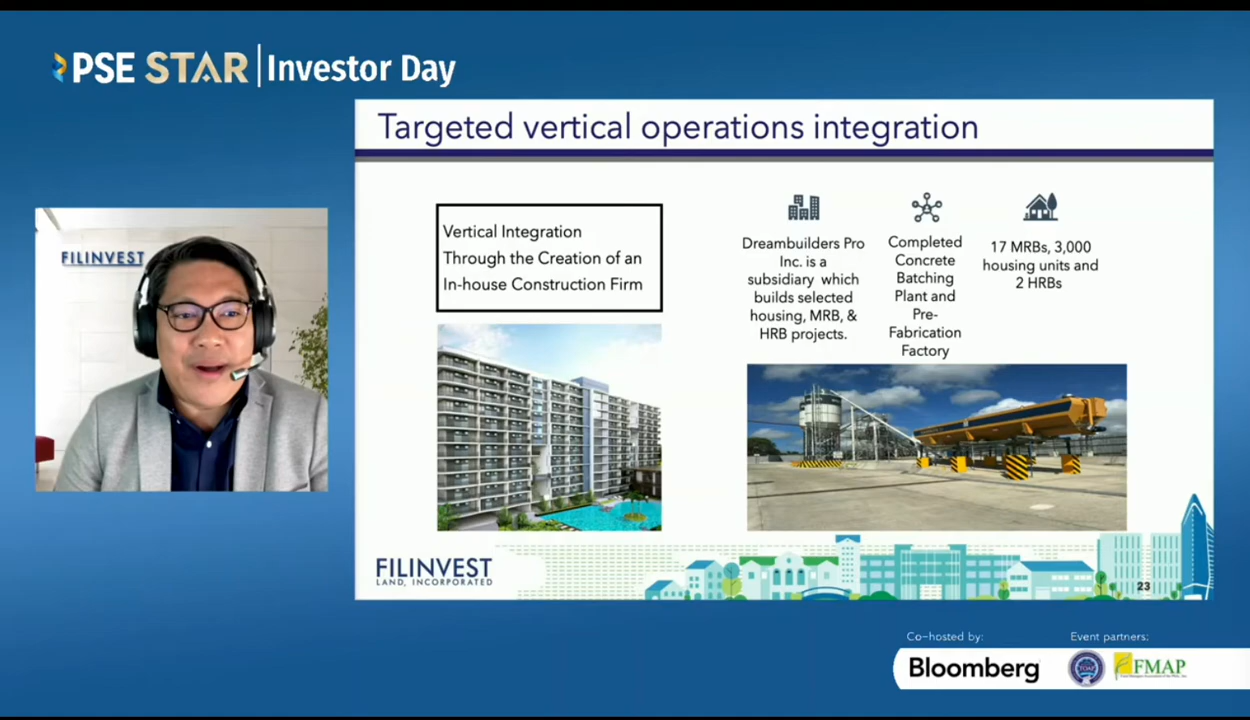 PSE STAR Investor Day
Targeted vertical operations integration
FILINVEST
Vertical Integration
Through the Creation of an
In-house Construction Firm
Dreambuilders Pro
Inc. is a
subsidiary which
builds selected
housing, MRB, &
HRB projects.
Completed
Concrete
Batching
Plant and
Pre-
Fabrication
Factory
17 MRBs, 3,000
housing units and
2 HRBs
FILINVEST
LAND, INCORPORATED
23
Co-hosted by:
Bloomberg
Event partners:
FMAP